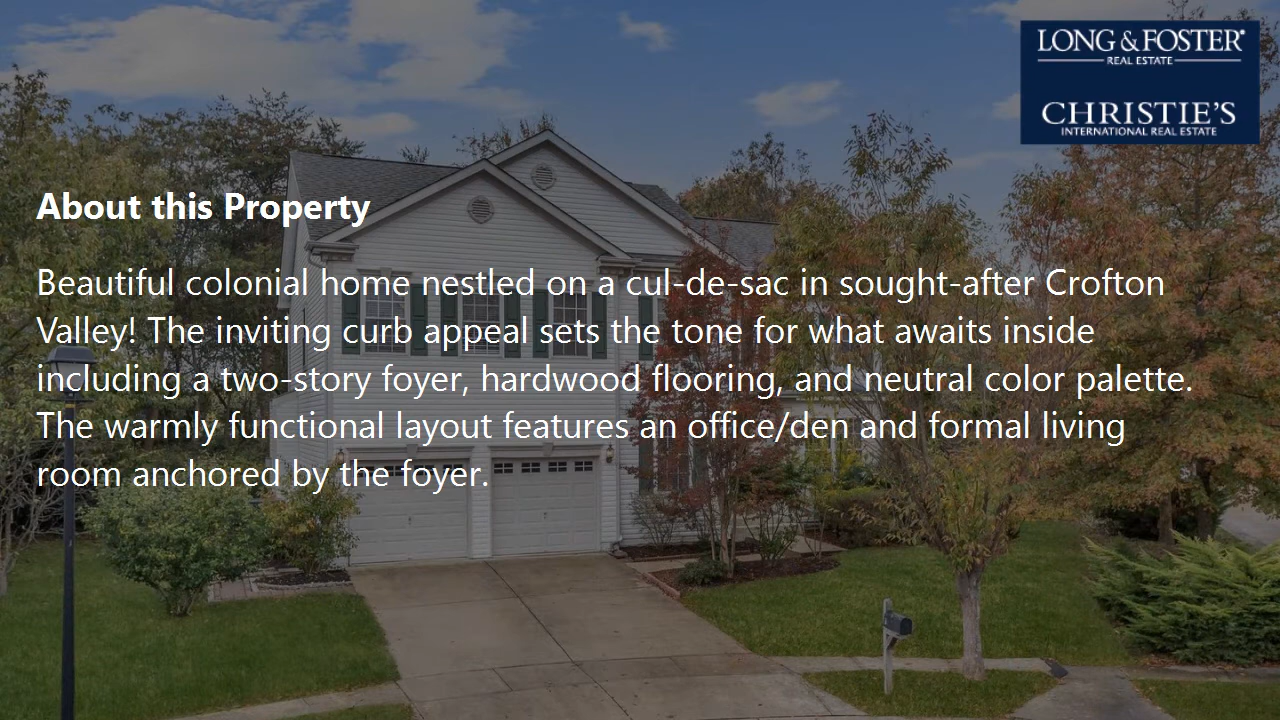 LONG & FOSTER®
REAL ESTATE
CHRISTIE'S
INTERNATIONAL REAL ESTATE
About this Property
Beautiful colonial home nestled on a cul-de-sac in sought-after Crofton
Valley! The inviting curb appeal sets the tone for what awaits inside
including a two-story foyer, hardwood flooring, and neutral color palette.
The warmly functional layout features an office/den and formal living
room anchored by the foyer.